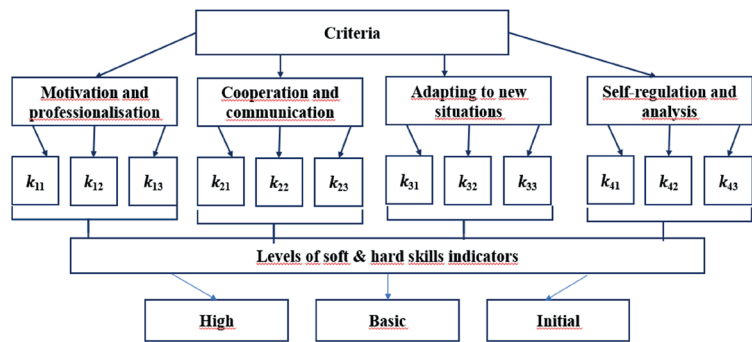 Criteria
Motivation and
professionalisation
Cooperation and
communication
Adapting to new
situations
Self-regulation and
analysis
k11 k12 k13 k21 k22 k23 k31 k32 k33 k41 k42 k43
Levels of soft & hard skills indicators
High Basic Initial